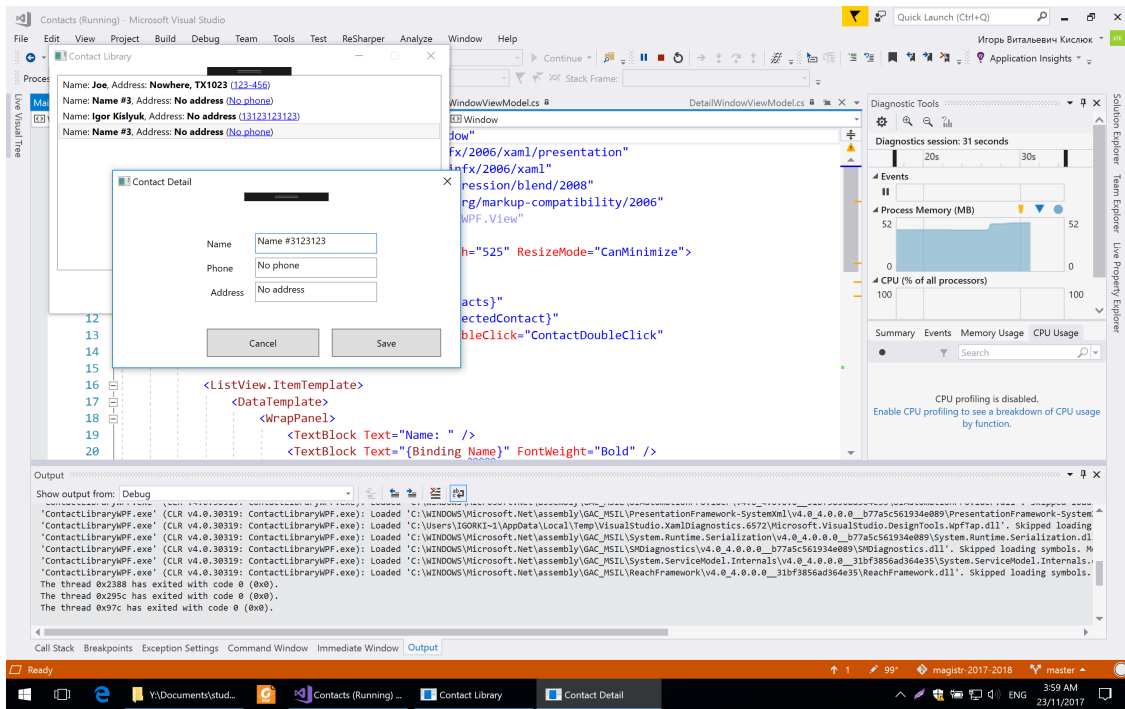 Contacts (Running) - Microsoft Visual Studio
Quick Launch (Ctrl+Q)
File Edit View Project Build Debug Team Tools Test ReSharper Analyze Window Help
Игорь Витальевич Кислюк
ИК
Continue
Application Insights
Proces
Stack Frame:
Contact Library
Name: Joe, Address: Nowhere, TX1023 (123-456)
Name: Name #3, Address: No address (No phone)
Name: Igor Kislyuk, Address: No address (13123123123)
Name: Name #3, Address: No address (No phone)
Contact Detail
Name
Name #3123123
Phone
No phone
Address
No address
Cancel
Save
Live Visual Tree
Mai
WindowViewModel.cs
DetailWindowViewModel.cs
Window
dow"
fx/2006/xaml/presentation"
infx/2006/xaml"
ression/blend/2008"
rg/markup-compatibility/2006"
WPF.View"
h="525" ResizeMode="CanMinimize">
acts}"
12 ectedContact}"
13 bleClick="ContactDoubleClick"
14
15
16 <ListView.ItemTemplate>
17 <DataTemplate>
18 <WrapPanel>
19 <TextBlock Text="Name: " />
20 <TextBlock Text="{Binding Name}" FontWeight="Bold" />
Diagnostic Tools
Diagnostics session: 31 seconds
20s 30s
Events
Process Memory (MB)
52 52
0 0
CPU (% of all processors)
100 100
Summary Events Memory Usage CPU Usage
Search
CPU profiling is disabled.
Enable CPU profiling to see a breakdown of CPU usage
by function.
Solution Explorer
Team Explorer
Live Property Explorer
Output
Show output from: Debug
'ContactLibraryWPF.exe' (CLR v4.0.30319: ContactLibraryWPF.exe): Loaded 'C:\WINDOWS\Microsoft.Net\assembly\GAC_MSIL\PresentationFramework-SystemXml\v4.0_4.0.0.0__b77a5c561934e089\PresentationFramework-SystemX
'ContactLibraryWPF.exe' (CLR v4.0.30319: ContactLibraryWPF.exe): Loaded 'C:\Users\IGORKI~1\AppData\Local\Temp\VisualStudio.XamlDiagnostics.6572\Microsoft.VisualStudio.DesignTools.WpfTap.dll'. Skipped loading
'ContactLibraryWPF.exe' (CLR v4.0.30319: ContactLibraryWPF.exe): Loaded 'C:\WINDOWS\Microsoft.Net\assembly\GAC_MSIL\System.Runtime.Serialization\v4.0_4.0.0.0__b77a5c561934e089\System.Runtime.Serialization.dl
'ContactLibraryWPF.exe' (CLR v4.0.30319: ContactLibraryWPF.exe): Loaded 'C:\WINDOWS\Microsoft.Net\assembly\GAC_MSIL\SMDiagnostics\v4.0_4.0.0.0__b77a5c561934e089\SMDiagnostics.dll'. Skipped loading symbols. M
'ContactLibraryWPF.exe' (CLR v4.0.30319: ContactLibraryWPF.exe): Loaded 'C:\WINDOWS\Microsoft.Net\assembly\GAC_MSIL\System.ServiceModel.Internals\v4.0_4.0.0.0__31bf3856ad364e35\System.ServiceModel.Internals.
'ContactLibraryWPF.exe' (CLR v4.0.30319: ContactLibraryWPF.exe): Loaded 'C:\WINDOWS\Microsoft.Net\assembly\GAC_MSIL\ReachFramework\v4.0_4.0.0.0__31bf3856ad364e35\ReachFramework.dll'. Skipped loading symbols.
The thread 0x2388 has exited with code 0 (0x0).
The thread 0x295c has exited with code 0 (0x0).
The thread 0x97c has exited with code 0 (0x0).
Call Stack Breakpoints Exception Settings Command Window Immediate Window Output
Ready
1 99° magistr-2017-2018 master
Y:\Documents\stud... Contacts (Running) ... Contact Library Contact Detail
ENG
3:59 AM
23/11/2017